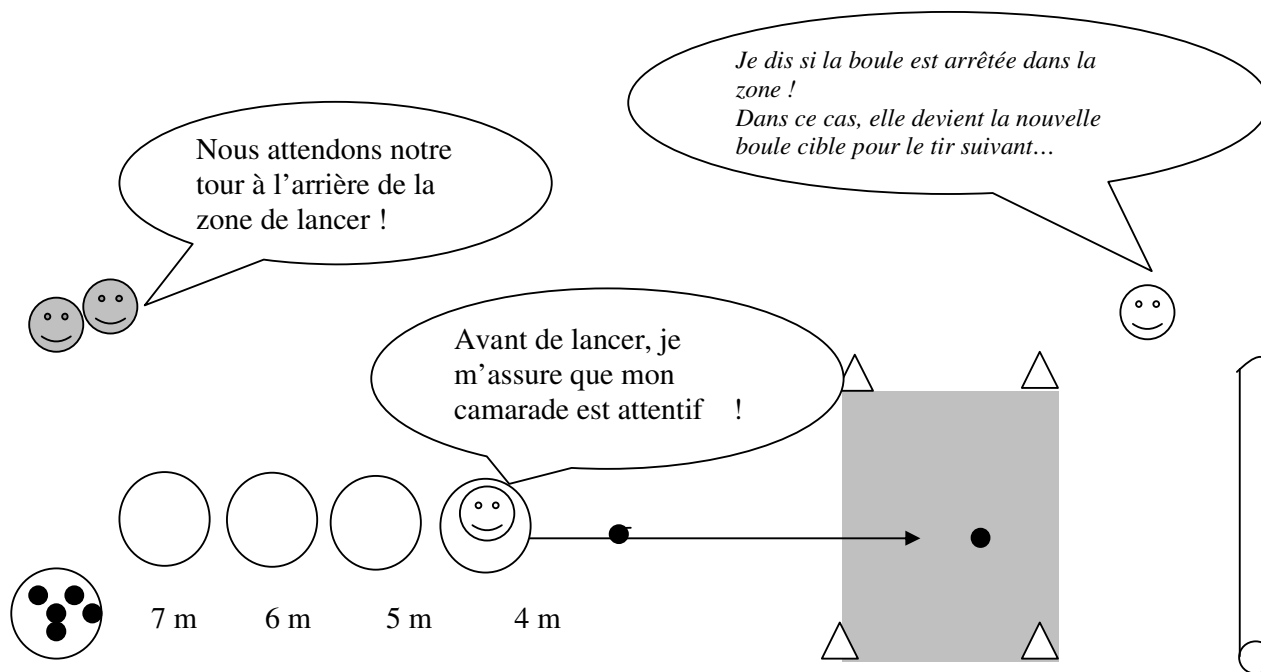 Je dis si la boule est arrêtée dans la
zone !
Dans ce cas, elle devient la nouvelle
boule cible pour le tir suivant…
Nous attendons notre
tour à l’arrière de la
zone de lancer !
Avant de lancer, je
m’assure que mon
camarade est attentif !
7 m 6 m 5 m 4 m